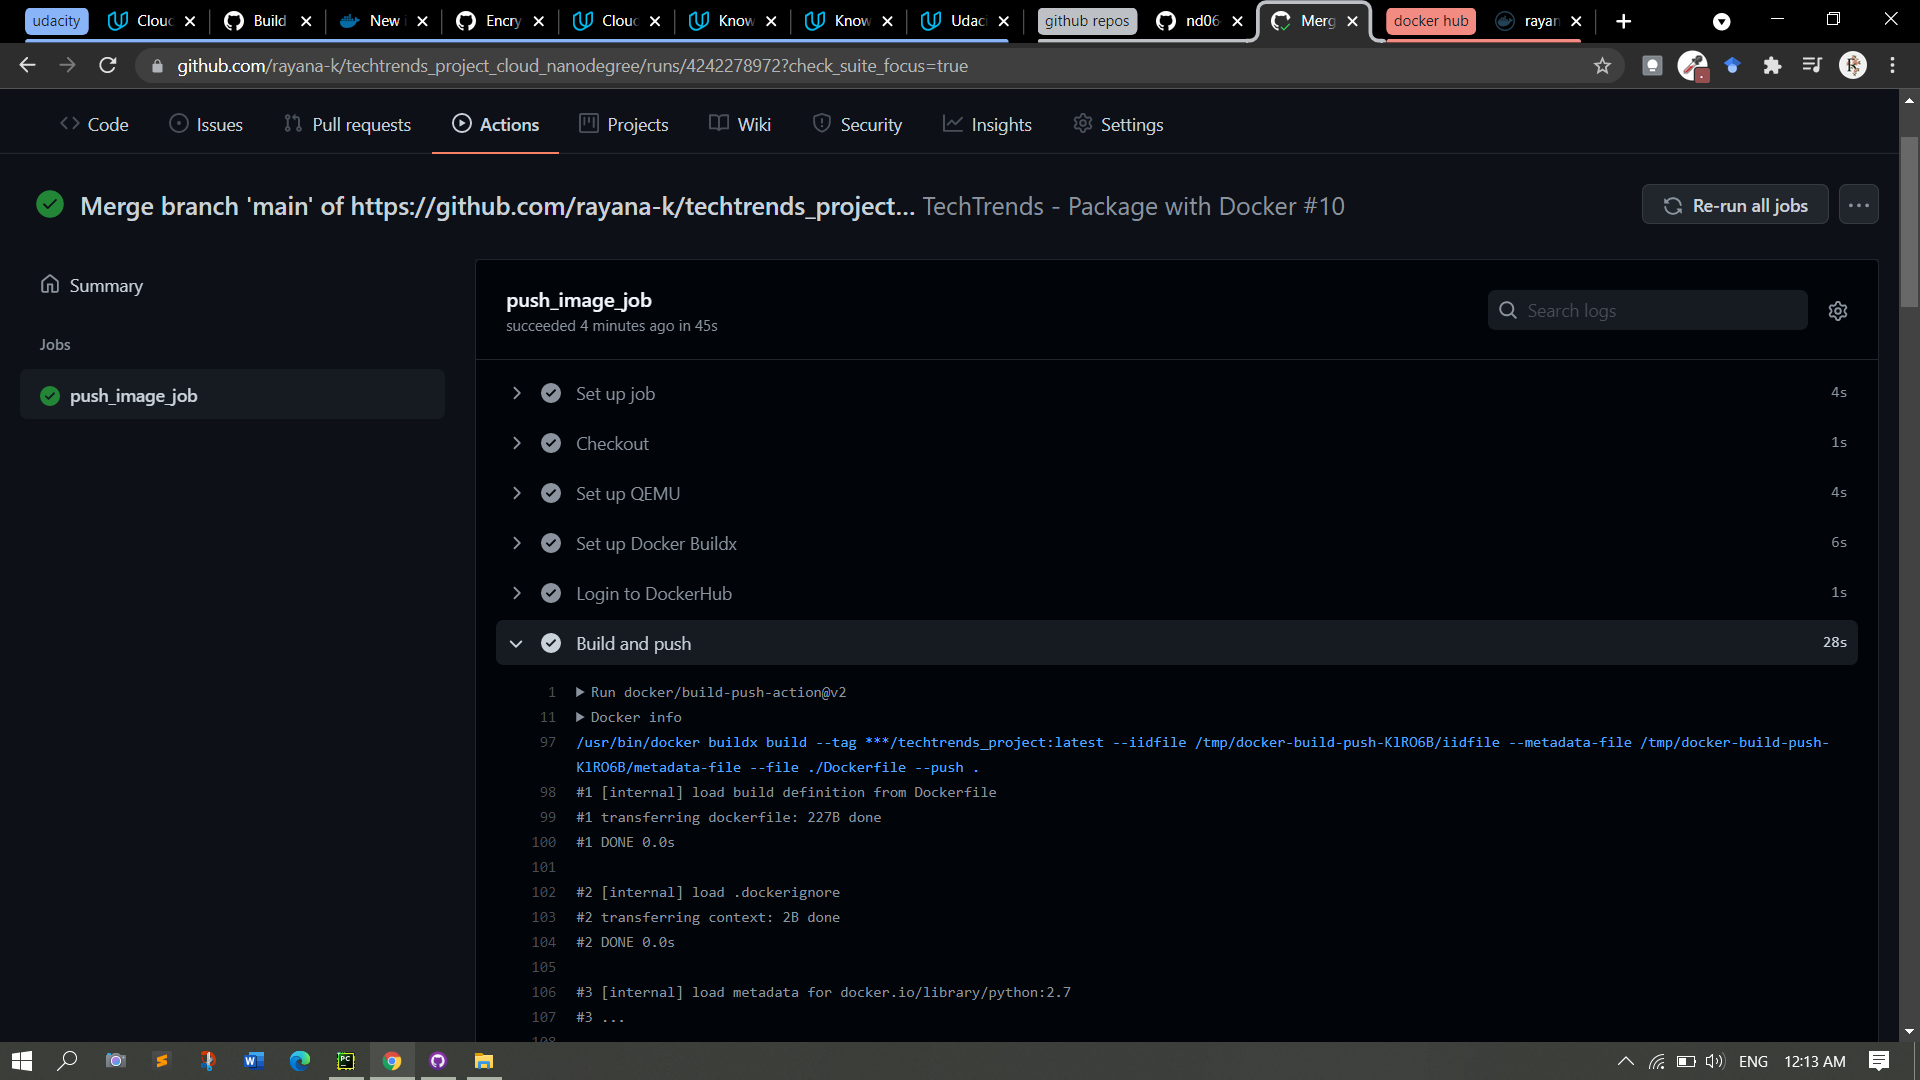 udacity
Cloud
Build
New i
Encry
Cloud
Know
Know
Udaci
github repos
nd06
Merg
docker hub
rayan
github.com/rayana-k/techtrends_project_cloud_nanodegree/runs/4242278972?check_suite_focus=true
Code
Issues
Pull requests
Actions
Projects
Wiki
Security
Insights
Settings
Merge branch 'main' of https://github.com/rayana-k/techtrends_project... TechTrends - Package with Docker #10
Re-run all jobs
Summary
Jobs
push_image_job
push_image_job
succeeded 4 minutes ago in 45s
Search logs
Set up job 4s
Checkout 1s
Set up QEMU 4s
Set up Docker Buildx 6s
Login to DockerHub 1s
Build and push 28s
1 Run docker/build-push-action@v2
11 Docker info
97 /usr/bin/docker buildx build --tag ***/techtrends_project:latest --iidfile /tmp/docker-build-push-KlRO6B/iidfile --metadata-file /tmp/docker-build-push-
KlRO6B/metadata-file --file ./Dockerfile --push .
98 #1 [internal] load build definition from Dockerfile
99 #1 transferring dockerfile: 227B done
100 #1 DONE 0.0s
101
102 #2 [internal] load .dockerignore
103 #2 transferring context: 2B done
104 #2 DONE 0.0s
105
106 #3 [internal] load metadata for docker.io/library/python:2.7
107 #3 ...
108
ENG
12:13 AM